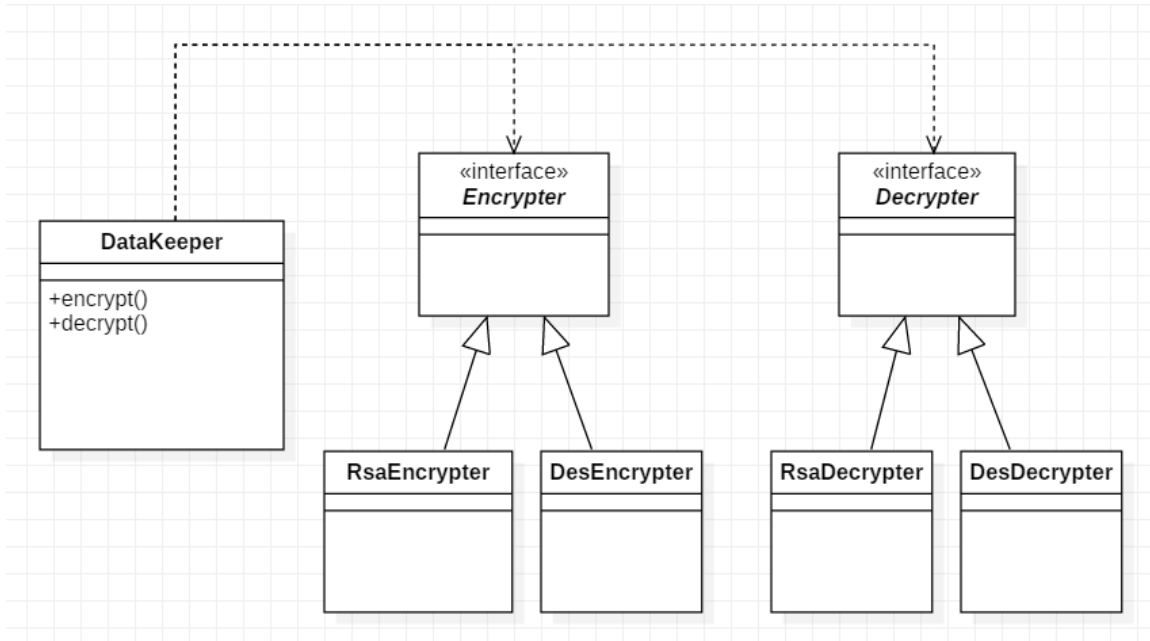 «interface»
Encrypter
«interface»
Decrypter
DataKeeper
+encrypt()
+decrypt()
RsaEncrypter
DesEncrypter
RsaDecrypter
DesDecrypter